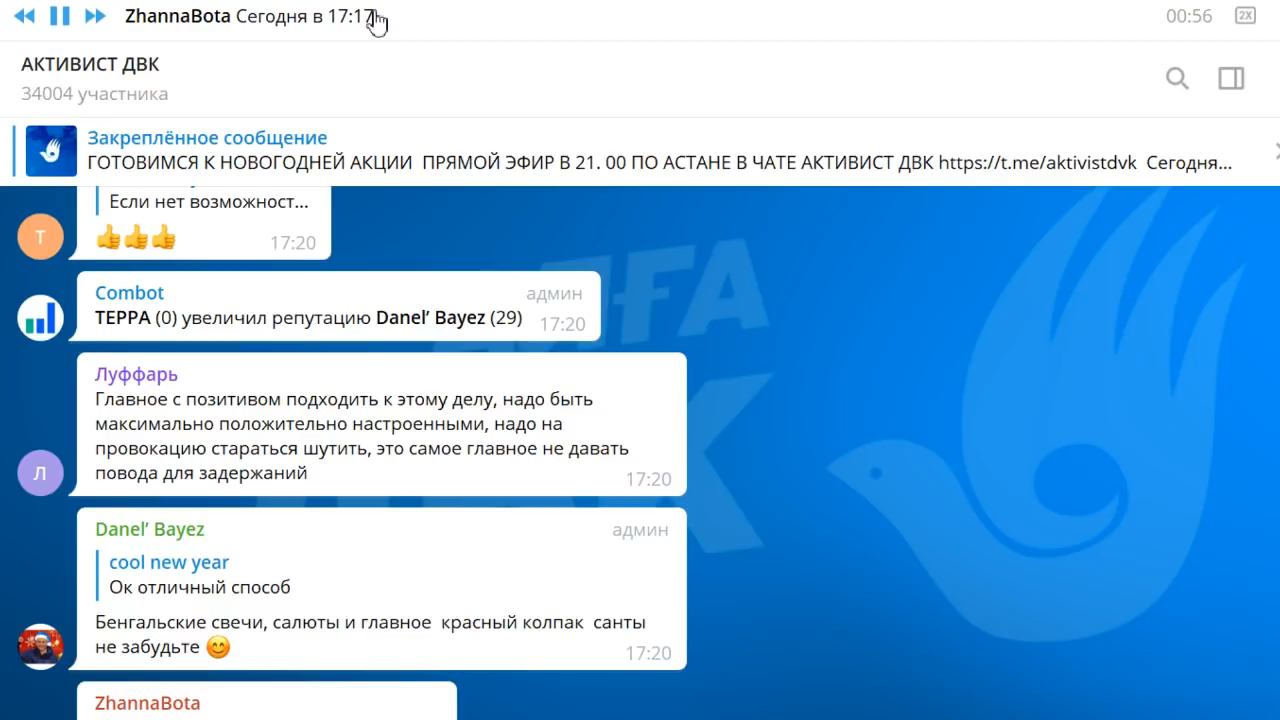 ZhannaBota Сегодня в 17:17
00:56
2X
АКТИВИСТ ДВК
34004 участника
Закреплённое сообщение
ГОТОВИМСЯ К НОВОГОДНЕЙ АКЦИИ ПРЯМОЙ ЭФИР В 21. 00 ПО АСТАНЕ В ЧАТЕ АКТИВИСТ ДВК https://t.me/aktivistdvk Сегодня...
Если нет возможност...
Т
17:20
Combot
админ
ТЕРРА (0) увеличил репутацию Danel’ Bayez (29)
17:20
Луффарь
Главное с позитивом подходить к этому делу, надо быть
максимально положительно настроенными, надо на
провокацию стараться шутить, это самое главное не давать
повода для задержаний
Л
17:20
Danel’ Bayez
админ
cool new year
Ок отличный способ
Бенгальские свечи, салюты и главное красный колпак санты
не забудьте 😊
17:20
ZhannaBota